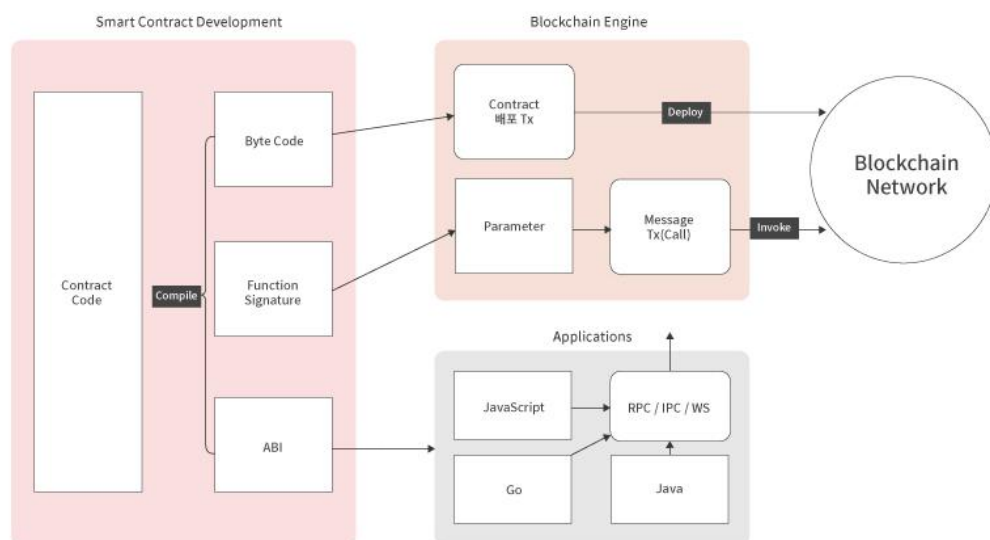 Smart Contract Development
Contract
Code
Compile
Byte Code
Function
Signature
ABI
Blockchain Engine
Contract
배포 Tx
Deploy
Parameter
Message
Tx(Call)
Invoke
Blockchain
Network
Applications
JavaScript
RPC / IPC / WS
Go
Java